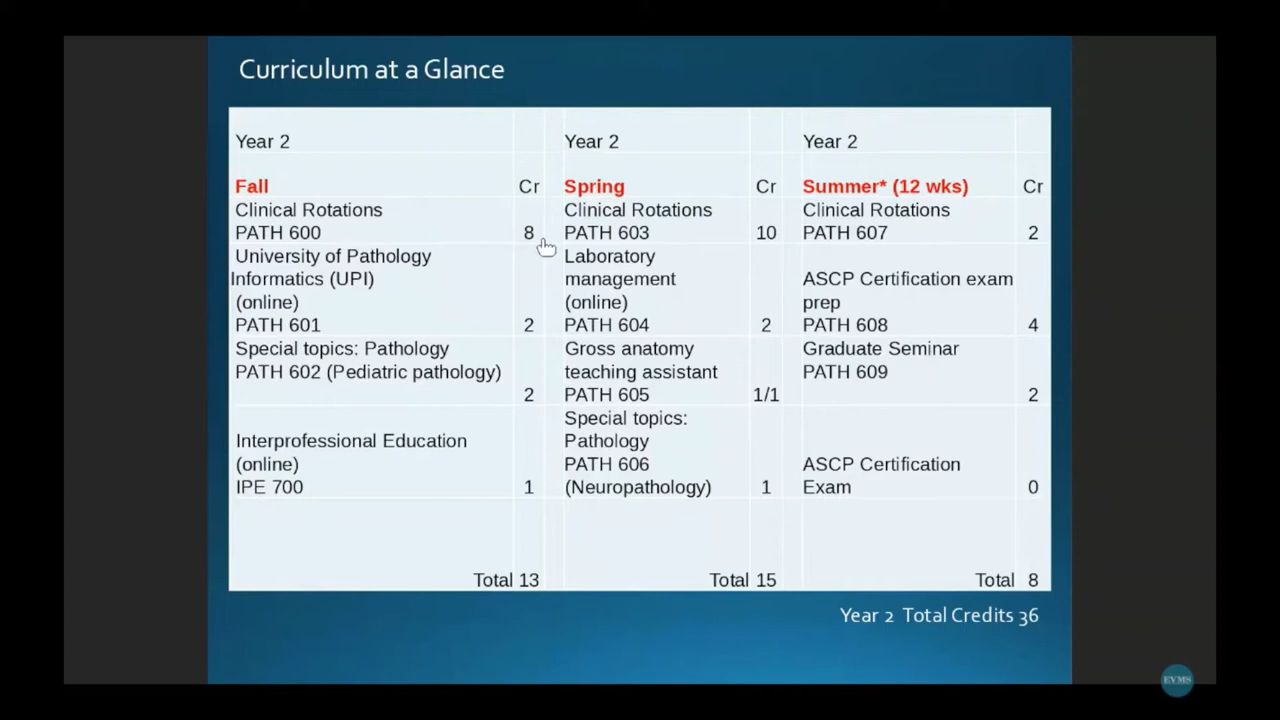 Curriculum at a Glance
Year 2
Fall Cr
Clinical Rotations
PATH 600 8
University of Pathology
Informatics (UPI)
(online)
PATH 601 2
Special topics: Pathology
PATH 602 (Pediatric pathology)
2
Interprofessional Education
(online)
IPE 700 1
Total 13
Year 2
Spring Cr
Clinical Rotations
PATH 603 10
Laboratory
management
(online)
PATH 604 2
Gross anatomy
teaching assistant
PATH 605 1/1
Special topics:
Pathology
PATH 606
(Neuropathology) 1
Total 15
Year 2
Summer* (12 wks) Cr
Clinical Rotations
PATH 607 2
ASCP Certification exam
prep
PATH 608 4
Graduate Seminar
PATH 609
2
ASCP Certification
Exam 0
Total 8
Year 2 Total Credits 36
EVMS